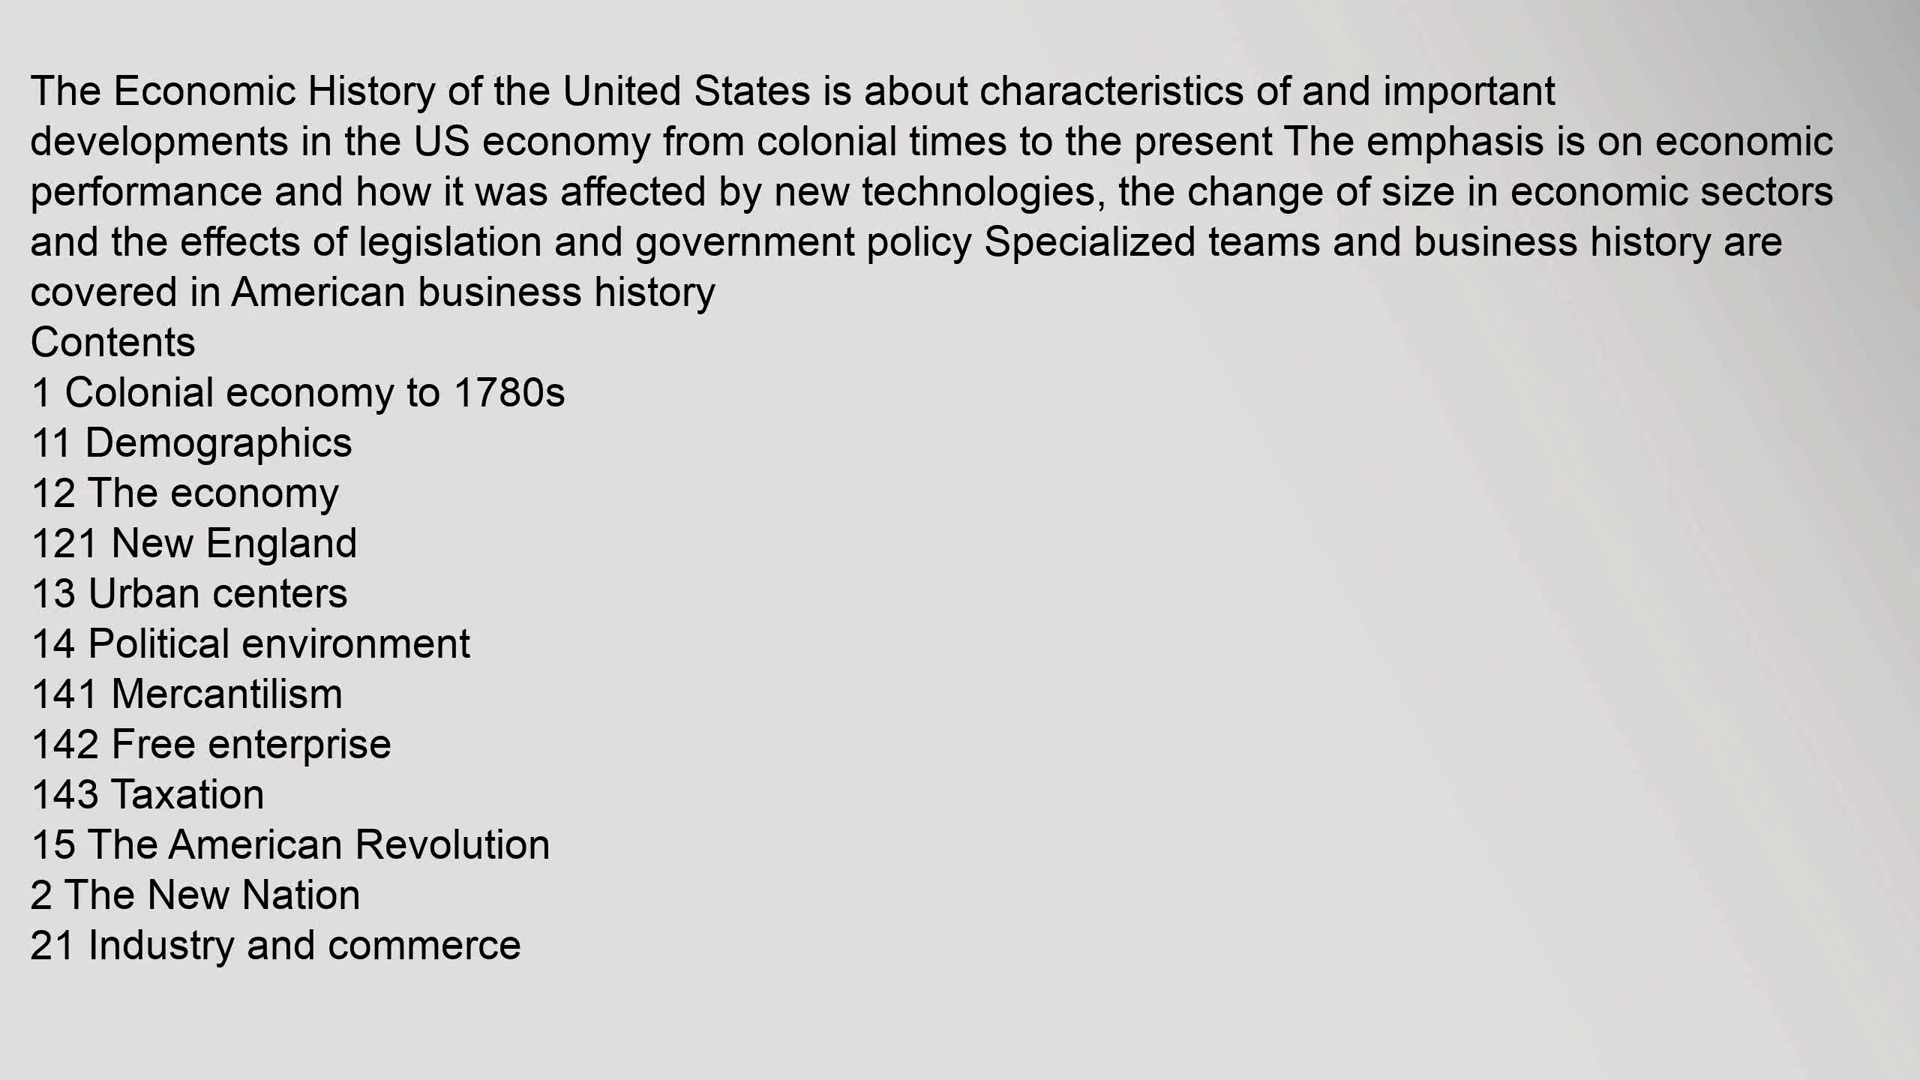 The Economic History of the United States is about characteristics of and important
developments in the US economy from colonial times to the present The emphasis is on economic
performance and how it was affected by new technologies, the change of size in economic sectors
and the effects of legislation and government policy Specialized teams and business history are
covered in American business history
Contents
1 Colonial economy to 1780s
11 Demographics
12 The economy
121 New England
13 Urban centers
14 Political environment
141 Mercantilism
142 Free enterprise
143 Taxation
15 The American Revolution
2 The New Nation
21 Industry and commerce